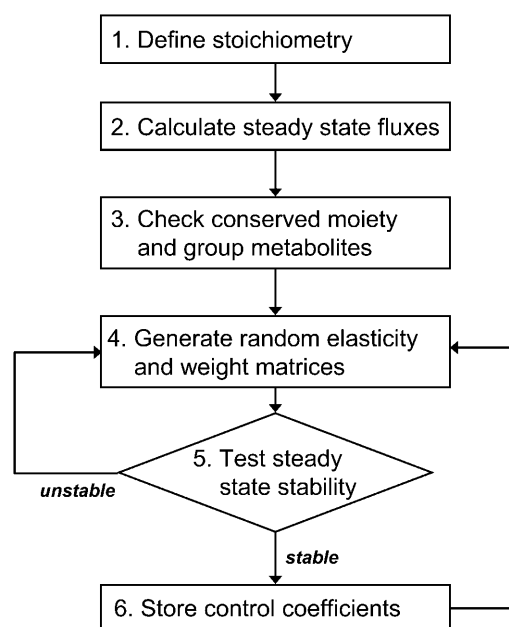 1. Define stoichiometry
2. Calculate steady state fluxes
3. Check conserved moiety
and group metabolites
4. Generate random elasticity
and weight matrices
5. Test steady
state stability
unstable
stable
6. Store control coefficients